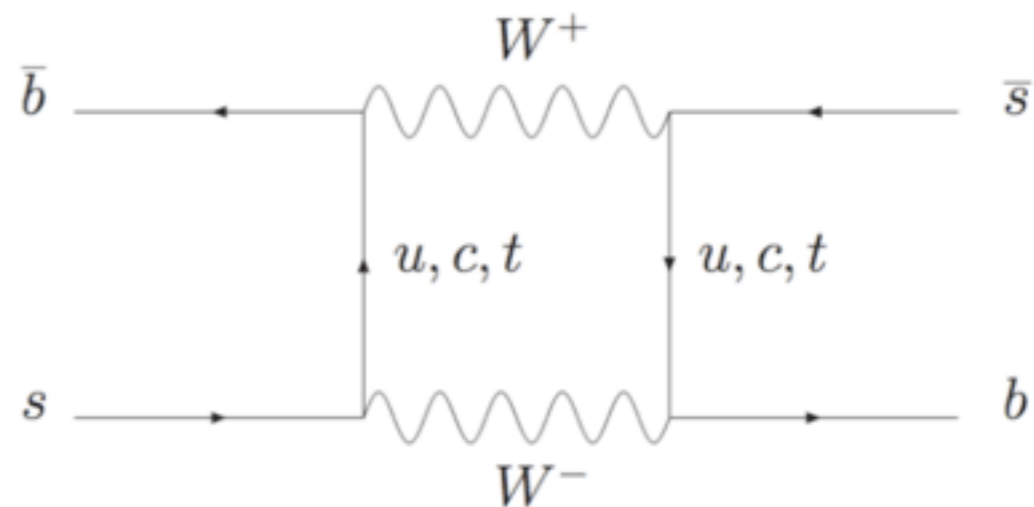 W⁺
b̄ s̄
u, c, t u, c, t
s b
W⁻